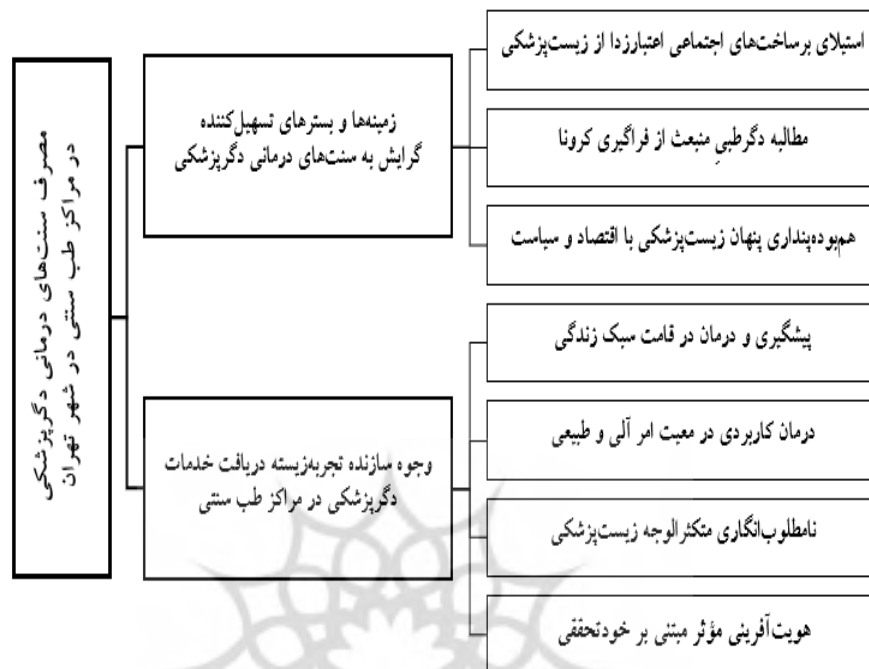 مصرف سنت‌های درمانی دگرپزشکی
در مراکز طب سنتی در شهر تهران
زمینه‌ها و بسترهای تسهیل‌کننده
گرایش به سنت‌های درمانی دگرپزشکی
استیلای برساخت‌های اجتماعی اعتبارزدا از زیست‌پزشکی
مطالبه دگرطبیِ منبعث از فراگیری کرونا
هم‌بوده‌پنداری پنهان زیست‌پزشکی با اقتصاد و سیاست
وجوه سازنده تجربه‌زیسته دریافت خدمات
دگرپزشکی در مراکز طب سنتی
پیشگیری و درمان در قامت سبک زندگی
درمان کاربردی در معیت امر آلی و طبیعی
نامطلوب‌انگاری متکثرالوجه زیست‌پزشکی
هویت‌آفرینی مؤثر مبتنی بر خودتحققی